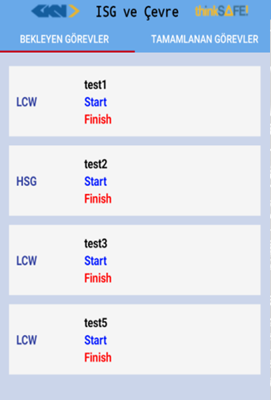 GKN ISG ve Çevre thinkSAFE!
BEKLEYEN GÖREVLER TAMAMLANAN GÖREVLER
test1
LCW Start
Finish
test2
HSG Start
Finish
test3
LCW Start
Finish
test5
LCW Start
Finish